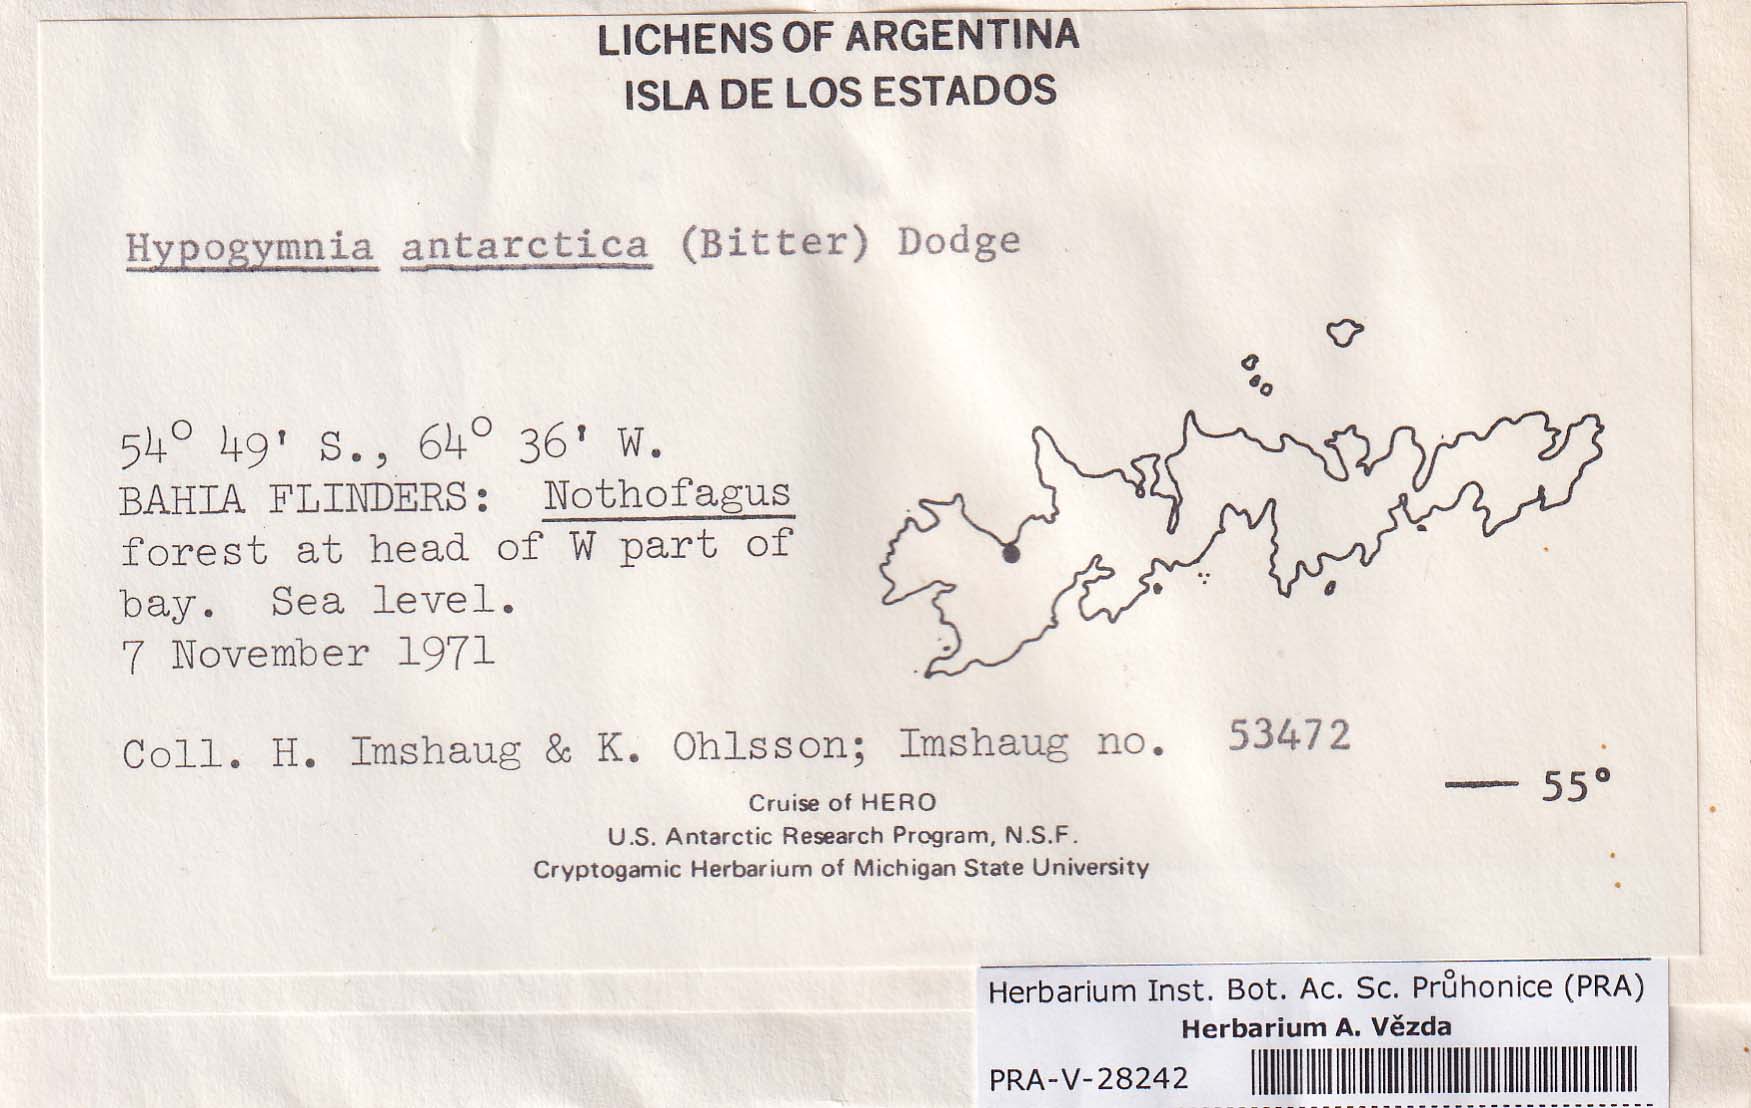 LICHENS OF ARGENTINA
ISLA DE LOS ESTADOS
Hypogymnia antarctica (Bitter) Dodge
54° 49' S., 64° 36' W.
BAHIA FLINDERS: Nothofagus
forest at head of W part of
bay. Sea level.
7 November 1971
Coll. H. Imshaug & K. Ohlsson; Imshaug no. 53472
55°
Cruise of HERO
U.S. Antarctic Research Program, N.S.F.
Cryptogamic Herbarium of Michigan State University
Herbarium Inst. Bot. Ac. Sc. Průhonice (PRA)
Herbarium A. Vězda
PRA-V-28242